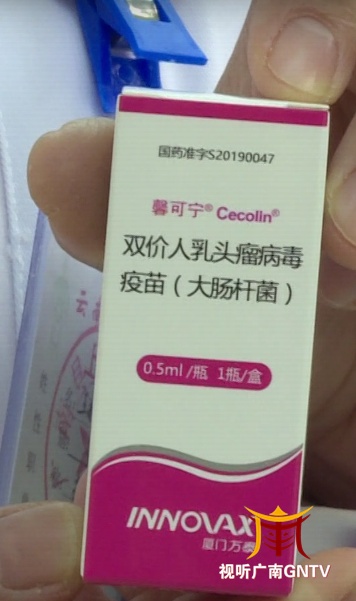 国药准字S20190047
馨可宁® Cecolin®
双价人乳头瘤病毒
疫苗（大肠杆菌）
0.5ml /瓶 1瓶/盒
INNOVAX
厦门万泰
视听广南GNTV